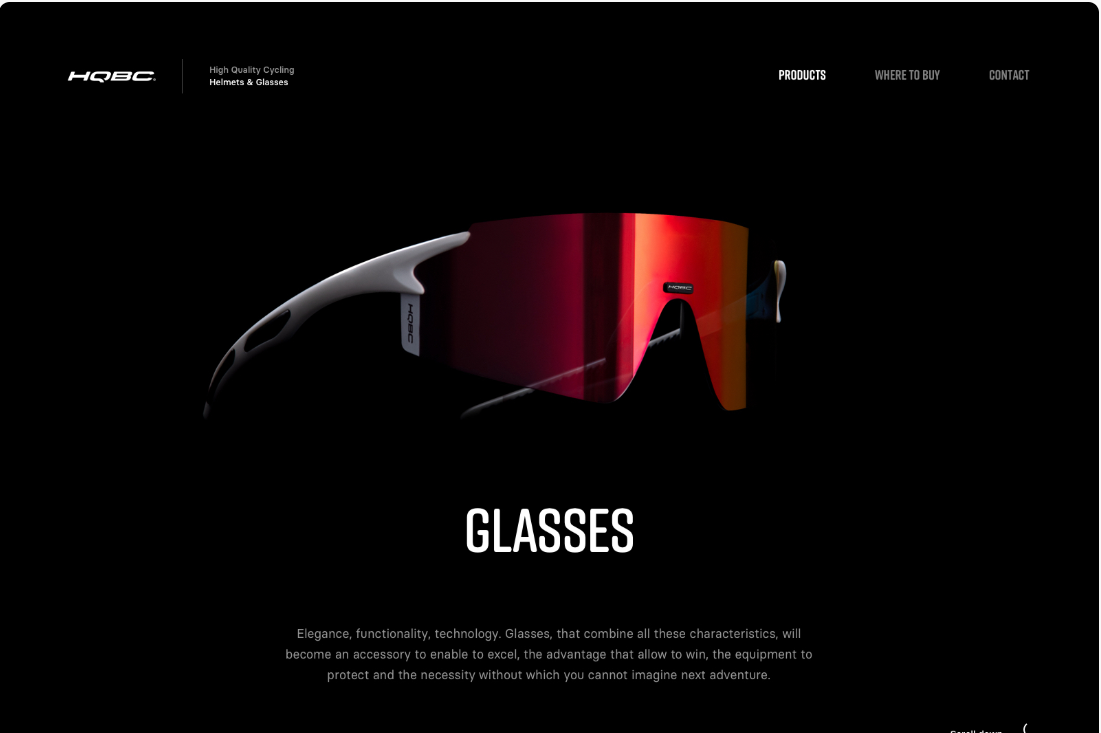 HQBC
High Quality Cycling
Helmets & Glasses
PRODUCTS
WHERE TO BUY
CONTACT
HQBC
HQBC
GLASSES
Elegance, functionality, technology. Glasses, that combine all these characteristics, will
become an accessory to enable to excel, the advantage that allow to win, the equipment to
protect and the necessity without which you cannot imagine next adventure.
Scroll down